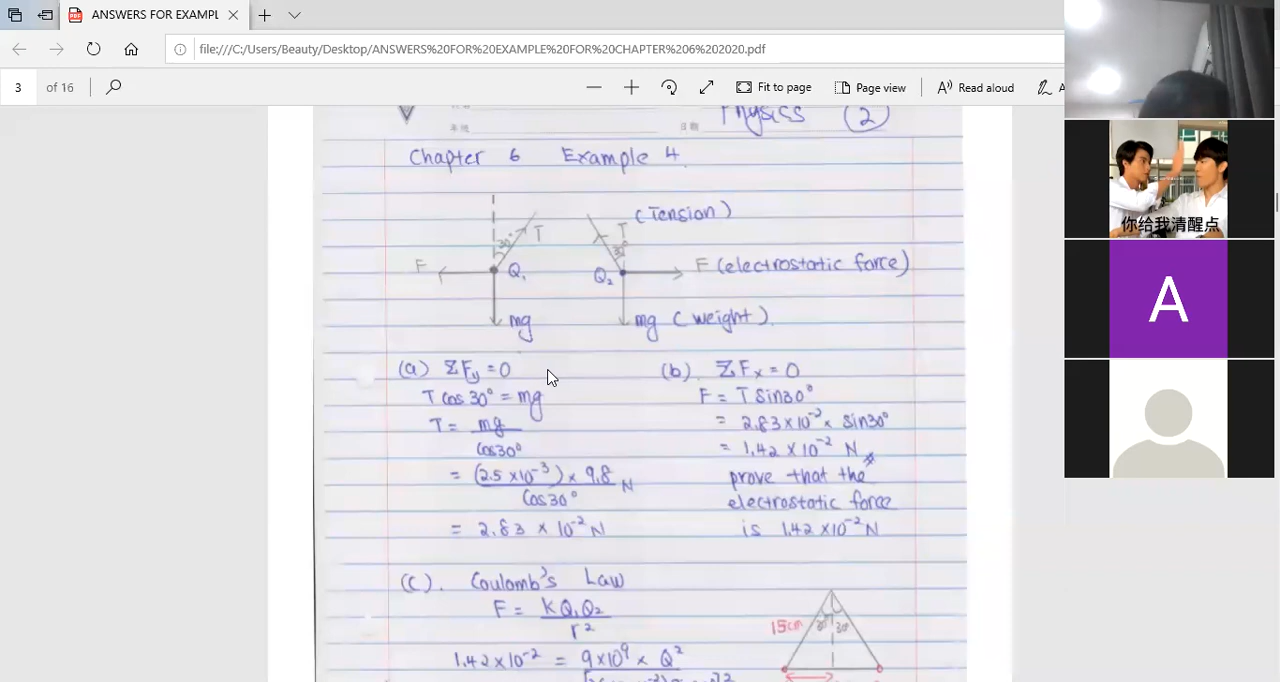 ANSWERS FOR EXAMPL
file:///C:/Users/Beauty/Desktop/ANSWERS%20FOR%20EXAMPLE%20FOR%20CHAPTER%206%202020.pdf
3 of 16
Fit to page
Page view
Read aloud
Physics (2)
Chapter 6 Example 4
(Tension)
30° T
T 30°
F Q₁
Q₂ F (electrostatic force)
mg
mg (weight)
(a) ΣFy = 0
T cos 30° = mg
T = mg / cos30°
= (2.5 × 10⁻³) × 9.8 / cos30° N
= 2.83 × 10⁻² N
(b) ΣFx = 0
F = T sin30°
= 2.83 × 10⁻² × sin30°
= 1.42 × 10⁻² N
prove that the
electrostatic force
is 1.42 × 10⁻² N
(C). Coulomb's Law
F = KQ₁Q₂ / r²
1.42 × 10⁻² = 9×10⁹ × Q²
15cm 30° 30°
你给我清醒点
A